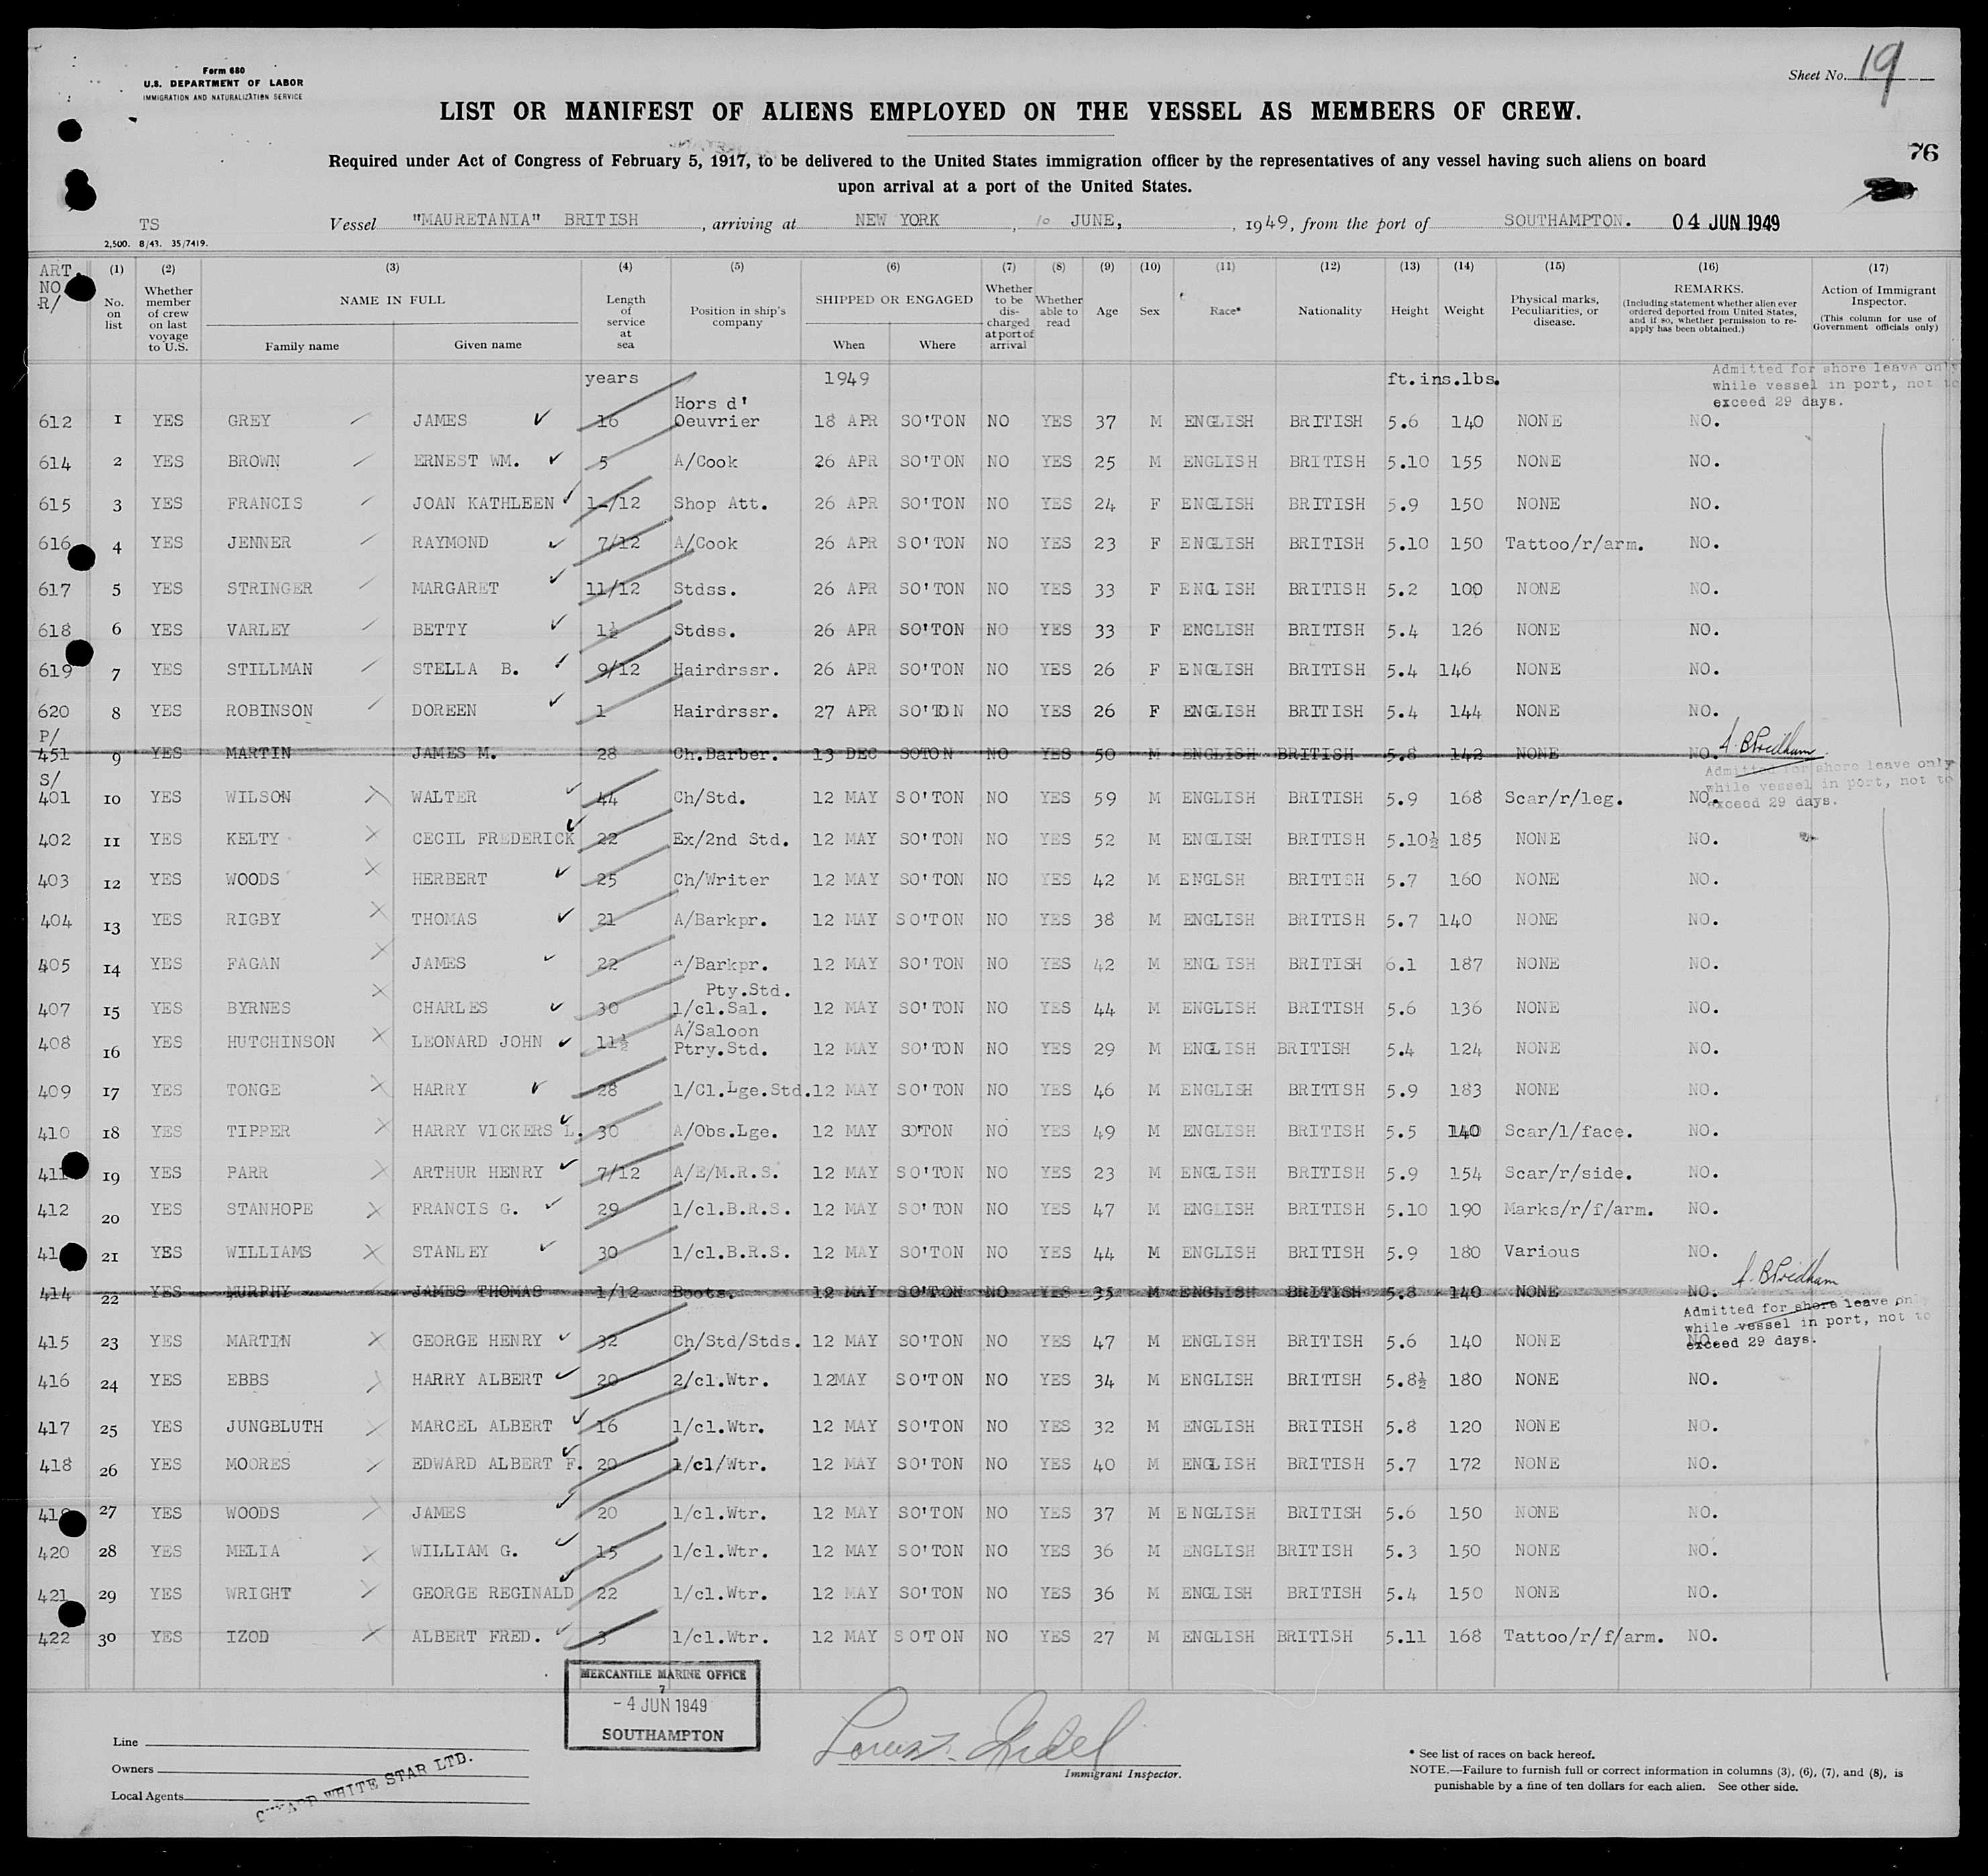 Form 680
U.S. DEPARTMENT OF LABOR
IMMIGRATION AND NATURALIZATION SERVICE
Sheet No. 19
LIST OR MANIFEST OF ALIENS EMPLOYED ON THE VESSEL AS MEMBERS OF CREW.
Required under Act of Congress of February 5, 1917, to be delivered to the United States immigration officer by the representatives of any vessel having such aliens on board
upon arrival at a port of the United States.
76
TS
2,500. 8/43. 35/7419.
Vessel "MAURETANIA" BRITISH, arriving at NEW YORK, 10 JUNE, 1949, from the port of SOUTHAMPTON. 04 JUN 1949
ART. NO. R/ (1) No. on list (2) Whether member of crew on last voyage to U.S. (3) NAME IN FULL Family name Given name (4) Length of service at sea (5) Position in ship's company (6) SHIPPED OR ENGAGED When Where (7) Whether to be discharged at port of arrival (8) Whether able to read (9) Age (10) Sex (11) Race* (12) Nationality (13) Height (14) Weight (15) Physical marks, Peculiarities, or disease. (16) REMARKS. (Including statement whether alien ever ordered deported from United States, and if so, whether permission to re-apply has been obtained.) (17) Action of Immigrant Inspector. (This column for use of Government officials only)
years 1949 ft.ins.lbs.
Admitted for shore leave only
while vessel in port, not to
exceed 29 days.
612 1 YES GREY JAMES 16 Hors d' Oeuvrier 18 APR SO'TON NO YES 37 M ENGLISH BRITISH 5.6 140 NONE NO.
614 2 YES BROWN ERNEST WM. 5 A/Cook 26 APR SO'TON NO YES 25 M ENGLISH BRITISH 5.10 155 NONE NO.
615 3 YES FRANCIS JOAN KATHLEEN Shop Att. 26 APR SO'TON NO YES 24 F ENGLISH BRITISH 5.9 150 NONE NO.
616 4 YES JENNER RAYMOND 7/12 A/Cook 26 APR SO'TON NO YES 23 F ENGLISH BRITISH 5.10 150 Tattoo/r/arm. NO.
617 5 YES STRINGER MARGARET 11/12 Stdss. 26 APR SO'TON NO YES 33 F ENGLISH BRITISH 5.2 100 NONE NO.
618 6 YES VARLEY BETTY 1½ Stdss. 26 APR SO'TON NO YES 33 F ENGLISH BRITISH 5.4 126 NONE NO.
619 7 YES STILLMAN STELLA B. 9/12 Hairdrssr. 26 APR SO'TON NO YES 26 F ENGLISH BRITISH 5.4 146 NONE NO.
620 8 YES ROBINSON DOREEN 1 Hairdrssr. 27 APR SO'TON NO YES 26 F ENGLISH BRITISH 5.4 144 NONE NO.
P/
451 9 YES MARTIN JAMES M. 28 Ch.Barber. 13 DEC SOTON NO YES 50 M ENGLISH BRITISH 5.8 142 NONE NO. A. B Pridham
Admitted for shore leave only
while vessel in port, not to
exceed 29 days.
S/
401 10 YES WILSON WALTER 44 Ch/Std. 12 MAY SO'TON NO YES 59 M ENGLISH BRITISH 5.9 168 Scar/r/leg. NO.
402 11 YES KELTY CECIL FREDERICK 22 Ex/2nd Std. 12 MAY SO'TON NO YES 52 M ENGLISH BRITISH 5.10½ 185 NONE NO.
403 12 YES WOODS HERBERT 25 Ch/Writer 12 MAY SO'TON NO YES 42 M ENGLSH BRITISH 5.7 160 NONE NO.
404 13 YES RIGBY THOMAS 21 A/Barkpr. 12 MAY SO'TON NO YES 38 M ENGLISH BRITISH 5.7 140 NONE NO.
405 14 YES FAGAN JAMES 22 A/Barkpr. 12 MAY SO'TON NO YES 42 M ENGLISH BRITISH 6.1 187 NONE NO.
407 15 YES BYRNES CHARLES 30 Pty.Std. 1/cl.Sal. 12 MAY SO'TON NO YES 44 M ENGLISH BRITISH 5.6 136 NONE NO.
408 16 YES HUTCHINSON LEONARD JOHN 11½ A/Saloon Ptry.Std. 12 MAY SO'TON NO YES 29 M ENGLISH BRITISH 5.4 124 NONE NO.
409 17 YES TONGE HARRY 28 1/Cl.Lge.Std. 12 MAY SO'TON NO YES 46 M ENGLISH BRITISH 5.9 183 NONE NO.
410 18 YES TIPPER HARRY VICKERS L. 30 A/Obs.Lge. 12 MAY SO'TON NO YES 49 M ENGLISH BRITISH 5.5 140 Scar/l/face. NO.
411 19 YES PARR ARTHUR HENRY 7/12 A/E/M.R.S. 12 MAY SO'TON NO YES 23 M ENGLISH BRITISH 5.9 154 Scar/r/side. NO.
412 20 YES STANHOPE FRANCIS G. 29 1/cl.B.R.S. 12 MAY SO'TON NO YES 47 M ENGLISH BRITISH 5.10 190 Marks/r/f/arm. NO.
41 21 YES WILLIAMS STANLEY 30 1/cl.B.R.S. 12 MAY SO'TON NO YES 44 M ENGLISH BRITISH 5.9 180 Various NO.
414 22 YES MURPHY JAMES THOMAS 1/12 Boots. 12 MAY SO'TON NO YES 35 M ENGLISH BRITISH 5.8 140 NONE NO. A. B Pridham
Admitted for shore leave only
while vessel in port, not to
exceed 29 days.
415 23 YES MARTIN GEORGE HENRY 32 Ch/Std/Stds. 12 MAY SO'TON NO YES 47 M ENGLISH BRITISH 5.6 140 NONE NO.
416 24 YES EBBS HARRY ALBERT 20 2/cl.Wtr. 12MAY SO'TON NO YES 34 M ENGLISH BRITISH 5.8½ 180 NONE NO.
417 25 YES JUNGBLUTH MARCEL ALBERT 16 1/cl.Wtr. 12 MAY SO'TON NO YES 32 M ENGLISH BRITISH 5.8 120 NONE NO.
418 26 YES MOORES EDWARD ALBERT F. 20 1/cl/Wtr. 12 MAY SO'TON NO YES 40 M ENGLISH BRITISH 5.7 172 NONE NO.
419 27 YES WOODS JAMES 20 1/cl.Wtr. 12 MAY SO'TON NO YES 37 M ENGLISH BRITISH 5.6 150 NONE NO.
420 28 YES MELIA WILLIAM G. 15 1/cl.Wtr. 12 MAY SO'TON NO YES 36 M ENGLISH BRITISH 5.3 150 NONE NO.
421 29 YES WRIGHT GEORGE REGINALD 22 1/cl.Wtr. 12 MAY SO'TON NO YES 36 M ENGLISH BRITISH 5.4 150 NONE NO.
422 30 YES IZOD ALBERT FRED. 3 1/cl.Wtr. 12 MAY SO'TON NO YES 27 M ENGLISH BRITISH 5.11 168 Tattoo/r/f/arm. NO.
MERCANTILE MARINE OFFICE
7
- 4 JUN 1949
SOUTHAMPTON
Line
Owners
Local Agents
CUNARD WHITE STAR LTD.
Immigrant Inspector.
* See list of races on back hereof.
NOTE.—Failure to furnish full or correct information in columns (3), (6), (7), and (8), is
punishable by a fine of ten dollars for each alien. See other side.